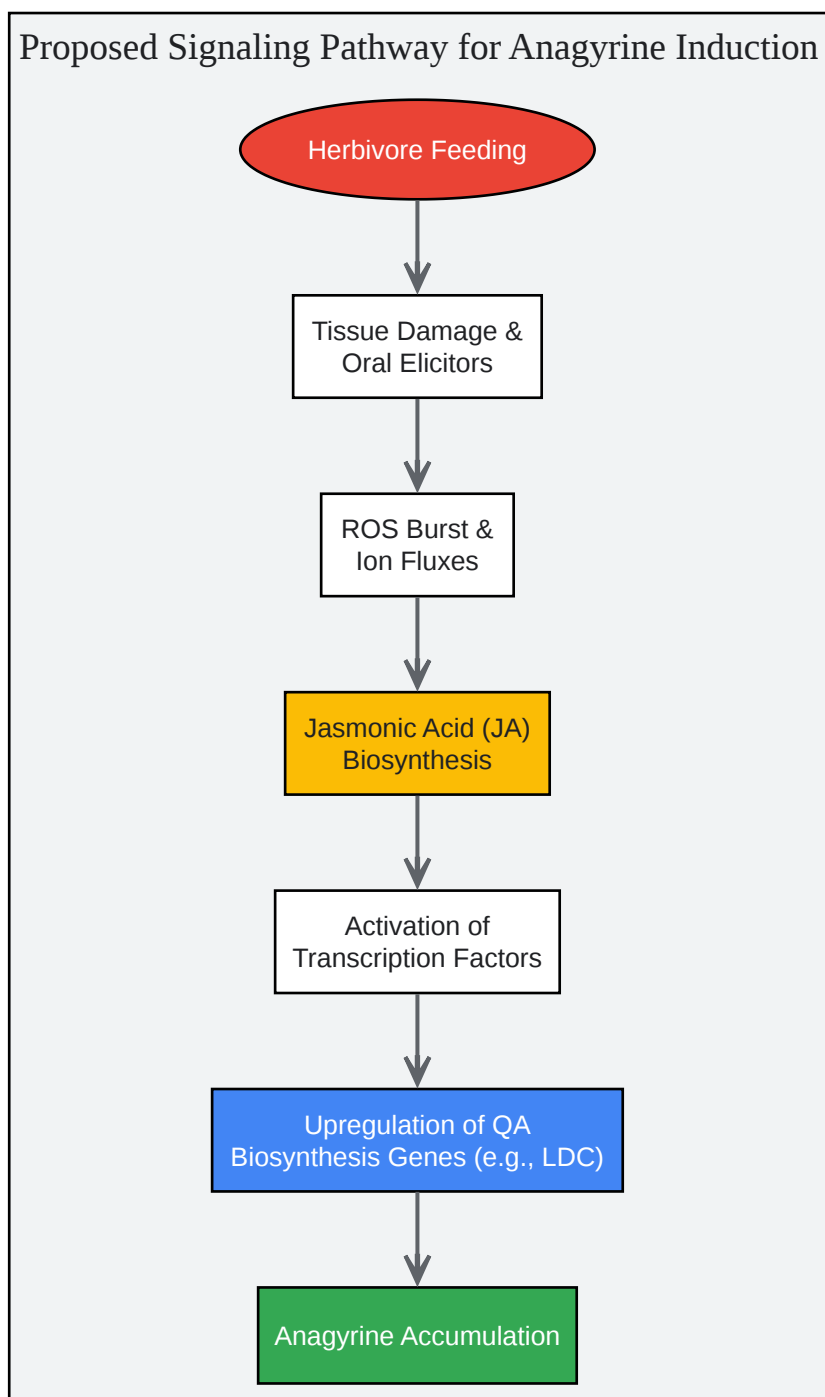 Proposed Signaling Pathway for Anagyrine Induction
Herbivore Feeding
Tissue Damage &
Oral Elicitors
ROS Burst &
Ion Fluxes
Jasmonic Acid (JA)
Biosynthesis
Activation of
Transcription Factors
Upregulation of QA
Biosynthesis Genes (e.g., LDC)
Anagyrine Accumulation